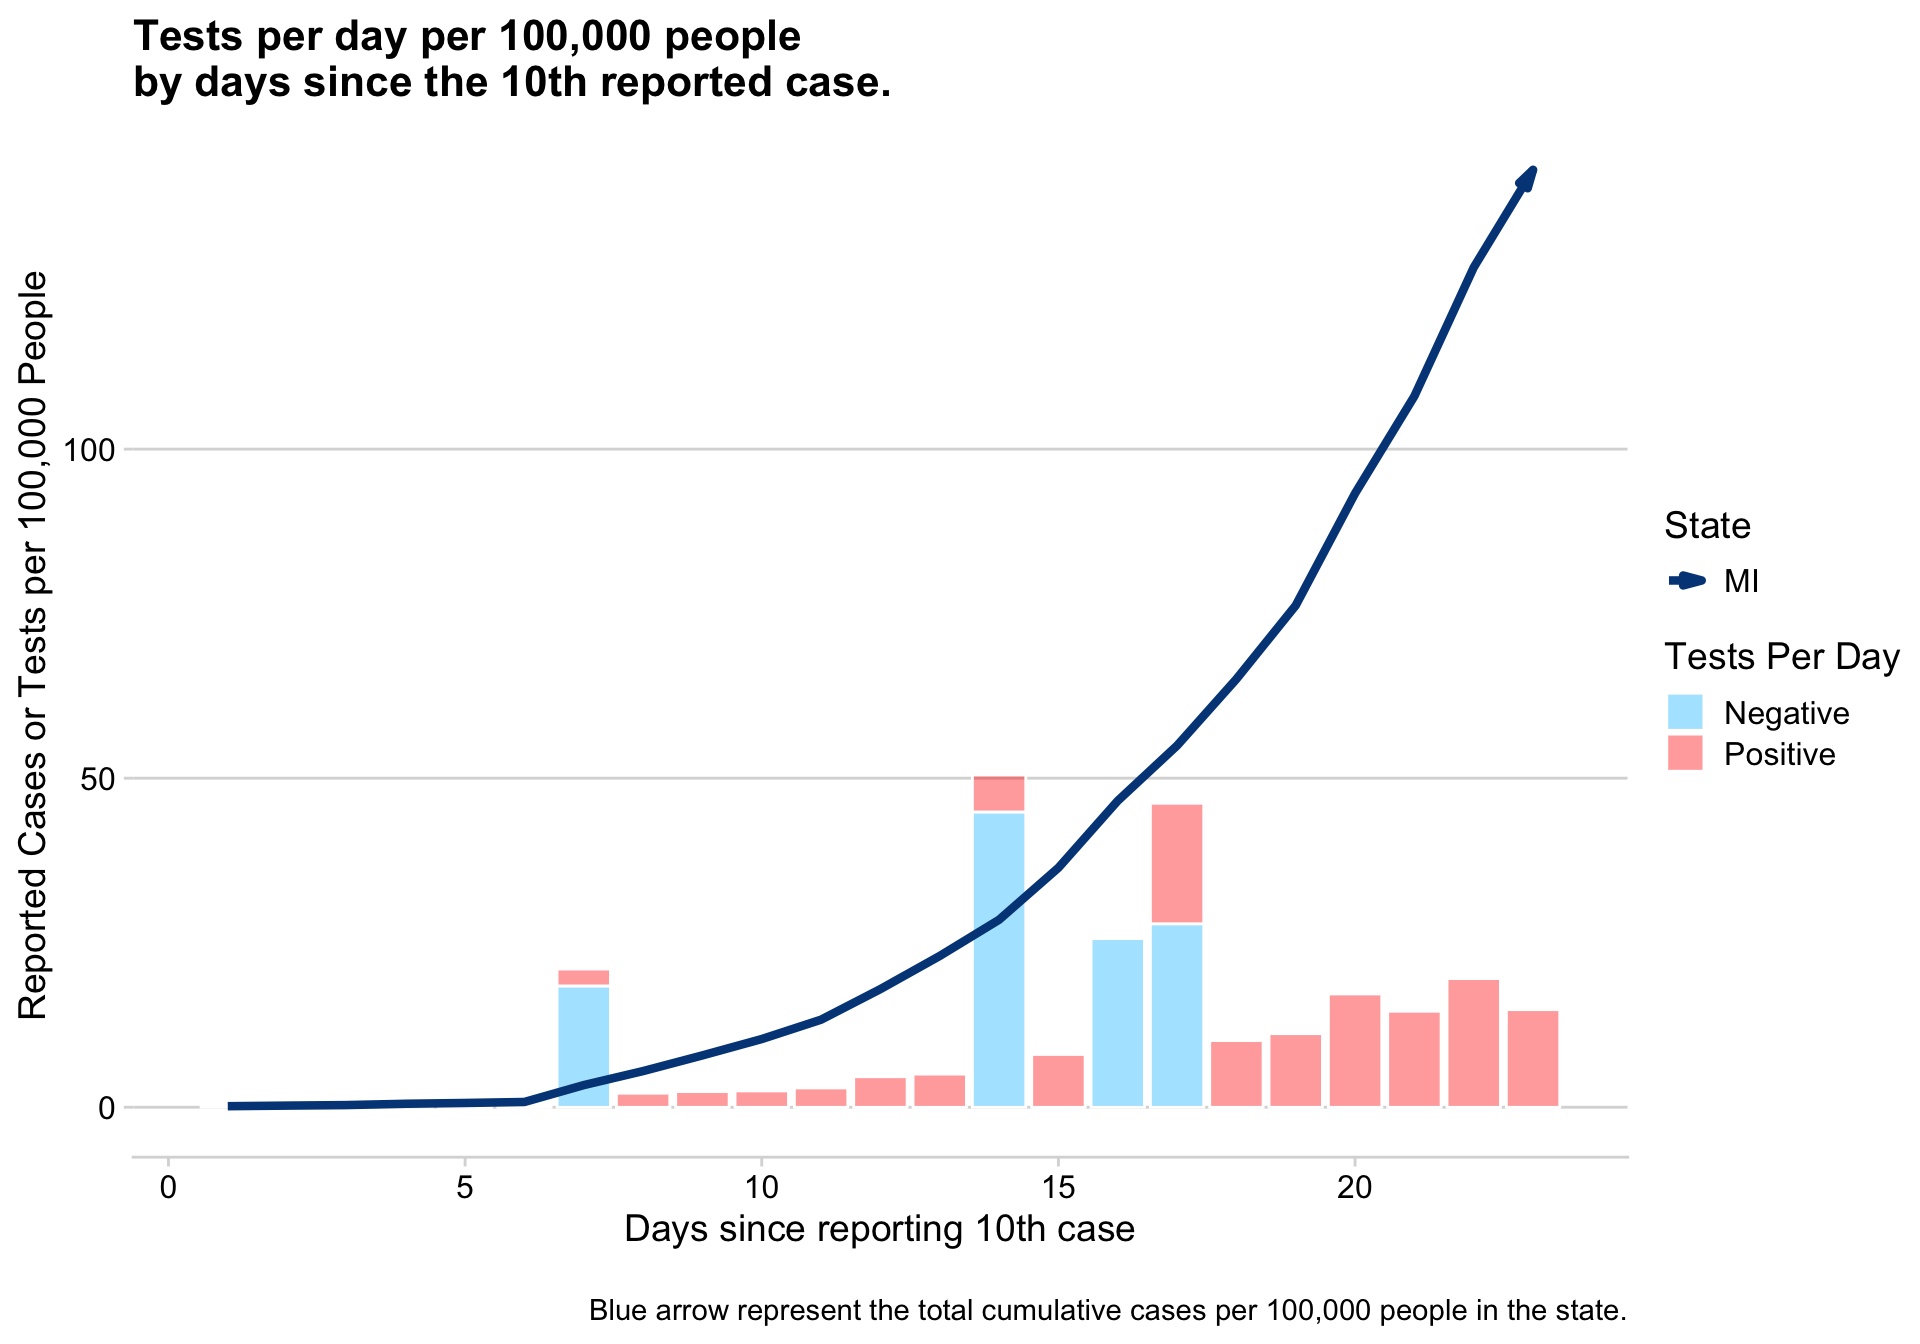 Tests per day per 100,000 people
by days since the 10th reported case.
Reported Cases or Tests per 100,000 People
100
50
0
0
5
10
15
20
Days since reporting 10th case
State
MI
Tests Per Day
Negative
Positive
Blue arrow represent the total cumulative cases per 100,000 people in the state.